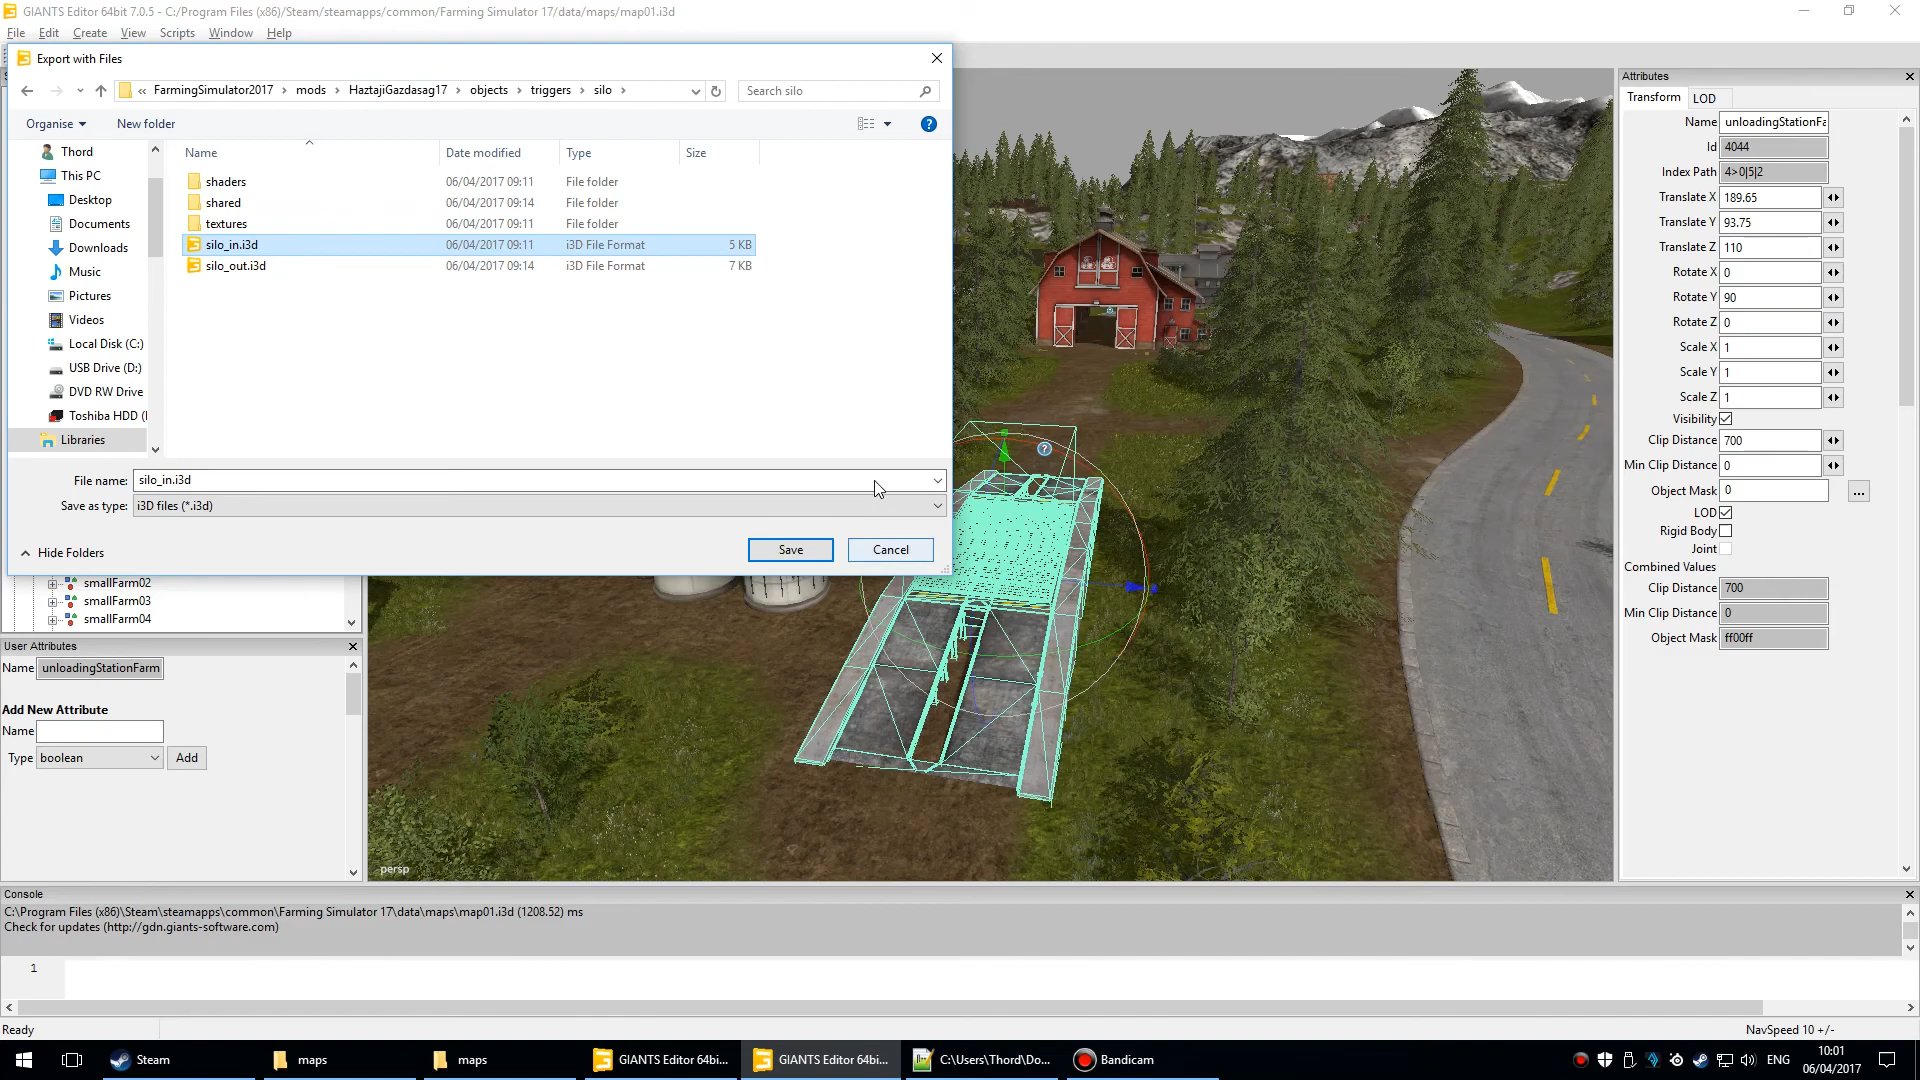 GIANTS Editor 64bit 7.0.5 - C:/Program Files (x86)/Steam/steamapps/common/Farming Simulator 17/data/maps/map01.i3d
File Edit Create View Scripts Window Help
Export with Files
« FarmingSimulator2017 › mods › HaztajiGazdasag17 › objects › triggers › silo ›
Search silo
Organise New folder
Name Date modified Type Size
Thord
This PC
Desktop
Documents
Downloads
Music
Pictures
Videos
Local Disk (C:)
USB Drive (D:)
DVD RW Drive
Toshiba HDD (
Libraries
shaders 06/04/2017 09:11 File folder
shared 06/04/2017 09:14 File folder
textures 06/04/2017 09:11 File folder
silo_in.i3d 06/04/2017 09:11 i3D File Format 5 KB
silo_out.i3d 06/04/2017 09:14 i3D File Format 7 KB
File name: silo_in.i3d
Save as type: i3D files (*.i3d)
Hide Folders
Save Cancel
smallFarm02
smallFarm03
smallFarm04
User Attributes
Name unloadingStationFarm
Add New Attribute
Name
Type boolean Add
persp
Attributes
Transform LOD
Name unloadingStationFa
Id 4044
Index Path 4>0|5|2
Translate X 189.65
Translate Y 93.75
Translate Z 110
Rotate X 0
Rotate Y 90
Rotate Z 0
Scale X 1
Scale Y 1
Scale Z 1
Visibility
Clip Distance 700
Min Clip Distance 0
Object Mask 0 ...
LOD
Rigid Body
Joint
Combined Values
Clip Distance 700
Min Clip Distance 0
Object Mask ff00ff
Console
C:\Program Files (x86)\Steam\steamapps\common\Farming Simulator 17\data\maps\map01.i3d (1208.52) ms
Check for updates (http://gdn.giants-software.com)
1
Ready
NavSpeed 10 +/-
Steam maps maps GIANTS Editor 64bi... GIANTS Editor 64bi... C:\Users\Thord\Do... Bandicam
ENG
10:01
06/04/2017